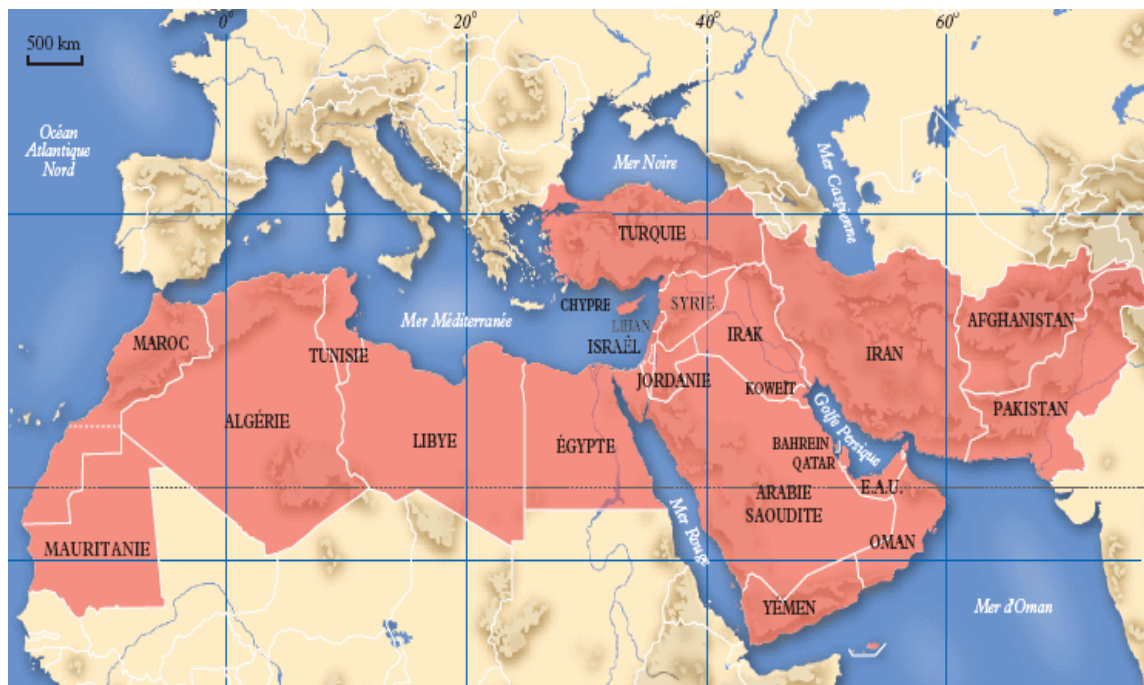 0°
20°
40°
60°
500 km
Océan
Atlantique
Nord
Mer Noire
Mer Caspienne
TURQUIE
CHYPRE
SYRIE
LIBAN
ISRAËL
Mer Méditerranée
IRAK
IRAN
AFGHANISTAN
MAROC
TUNISIE
JORDANIE
KOWEÏT
PAKISTAN
ALGÉRIE
LIBYE
ÉGYPTE
Golfe Persique
BAHREIN
QATAR
E.A.U.
ARABIE
SAOUDITE
MAURITANIE
Mer Rouge
OMAN
YÉMEN
Mer d'Oman